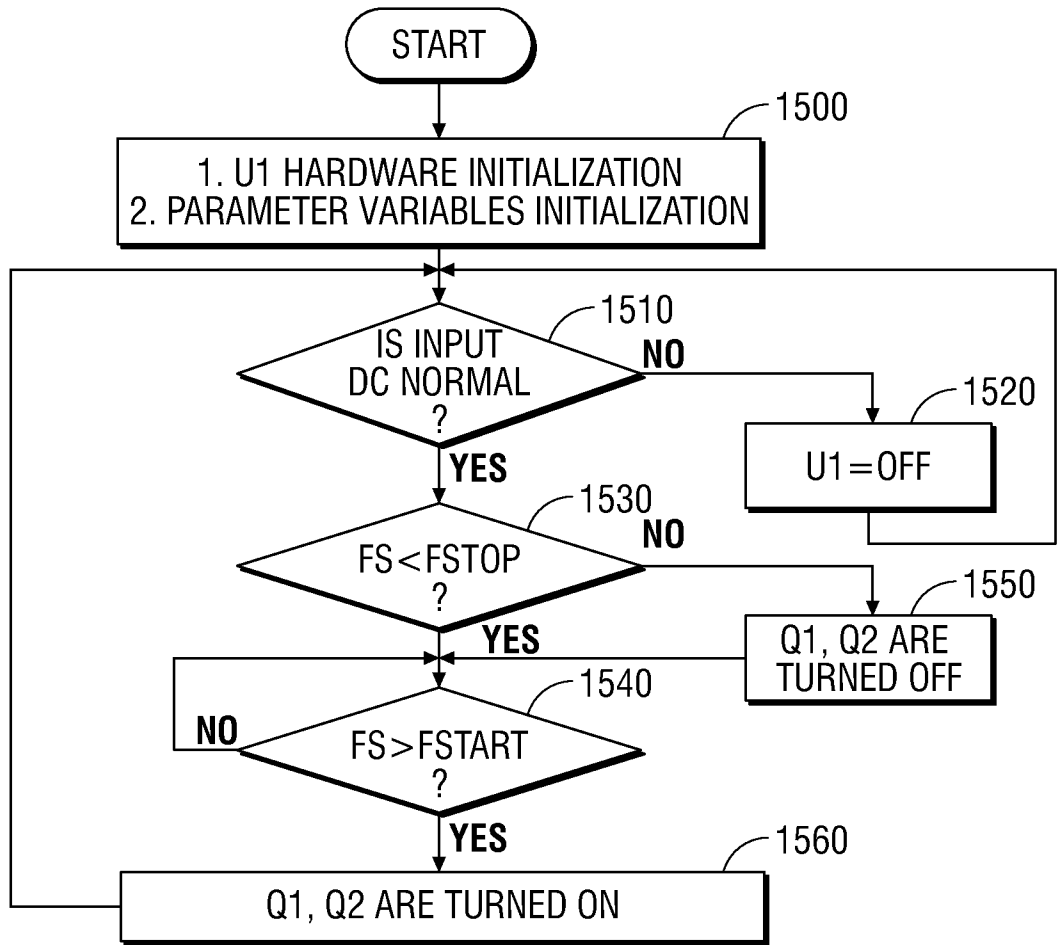 START
1500
1. U1 HARDWARE INITIALIZATION
2. PARAMETER VARIABLES INITIALIZATION
1510
IS INPUT
DC NORMAL
?
NO
1520
U1=OFF
YES
1530
FS<FSTOP
?
NO
1550
Q1, Q2 ARE
TURNED OFF
YES
1540
FS>FSTART
?
NO
YES
1560
Q1, Q2 ARE TURNED ON